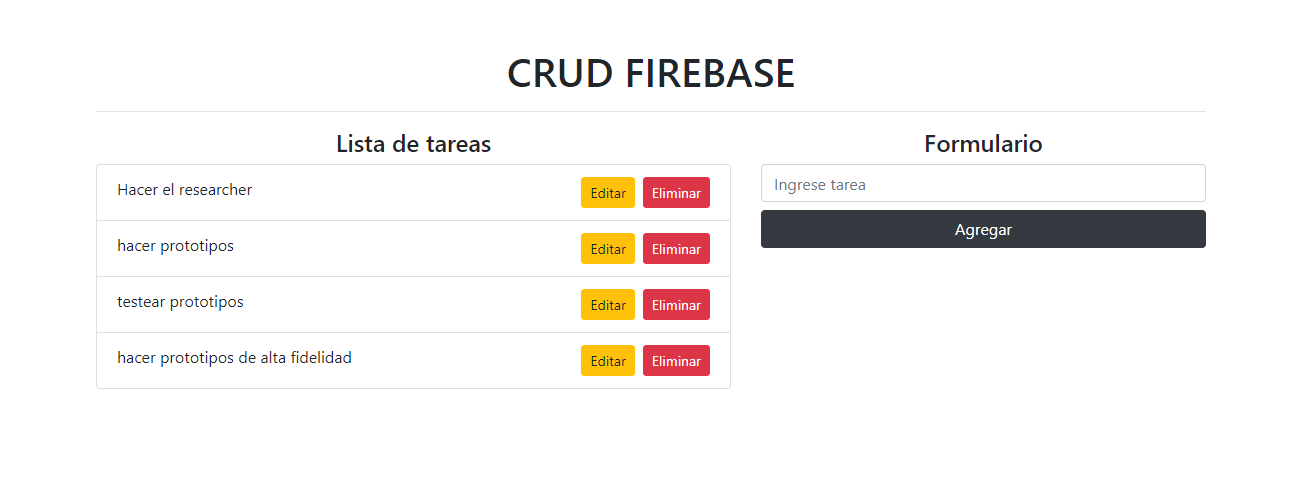 CRUD FIREBASE
Lista de tareas
Hacer el researcher
Editar
Eliminar
hacer prototipos
Editar
Eliminar
testear prototipos
Editar
Eliminar
hacer prototipos de alta fidelidad
Editar
Eliminar
Formulario
Ingrese tarea
Agregar